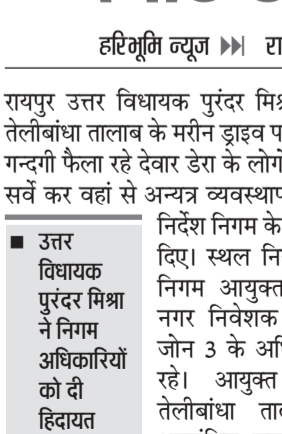 हरिभूमि न्यूज
रायपुर उत्तर विधायक पुरंदर
तेलीबांधा तालाब के मरीन ड्राइव
गन्दगी फैला रहे देवार डेरा के
सर्वे कर वहां से अन्यत्र
निर्देश निगम के
दिए। स्थल
निगम आयुक्त
नगर निवेशक
जोन 3 के
रहे। आयुक्त
तेलीबांधा
■ उत्तर
विधायक
पुरंदर मिश्रा
ने निगम
अधिकारियों
को दी
हिदायत